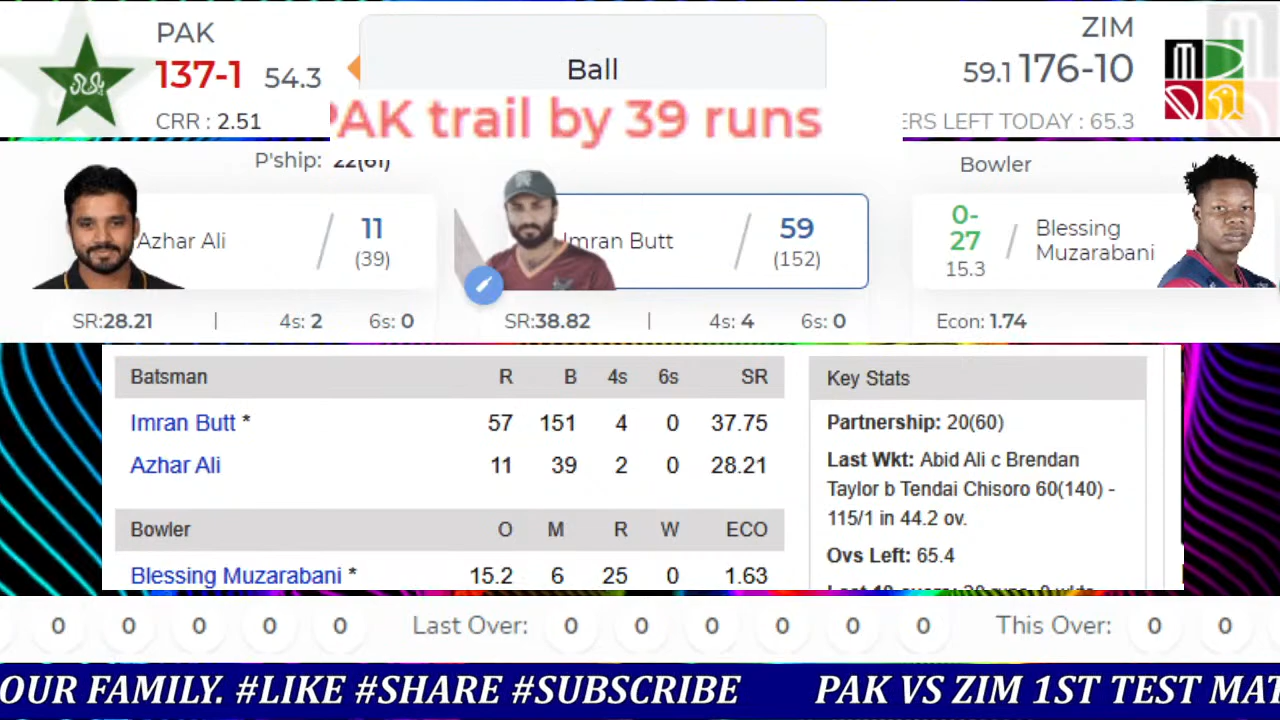 PAK
137-1 54.3
CRR : 2.51
Ball
PAK trail by 39 runs
ZIM
59.1 176-10
ERS LEFT TODAY : 65.3
P'ship: 22(61)
Azhar Ali
11
(39)
SR:28.21 | 4s: 2 6s: 0
Imran Butt
59
(152)
SR:38.82 | 4s: 4 6s: 0
Bowler
0-
27
15.3
Blessing
Muzarabani
Econ: 1.74
Batsman R B 4s 6s SR
Imran Butt * 57 151 4 0 37.75
Azhar Ali 11 39 2 0 28.21
Bowler O M R W ECO
Blessing Muzarabani * 15.2 6 25 0 1.63
Key Stats
Partnership: 20(60)
Last Wkt: Abid Ali c Brendan
Taylor b Tendai Chisoro 60(140) -
115/1 in 44.2 ov.
Ovs Left: 65.4
0 0 0 0 0 Last Over: 0 0 0 0 0 0 This Over: 0 0
OUR FAMILY. #LIKE #SHARE #SUBSCRIBE PAK VS ZIM 1ST TEST MAT